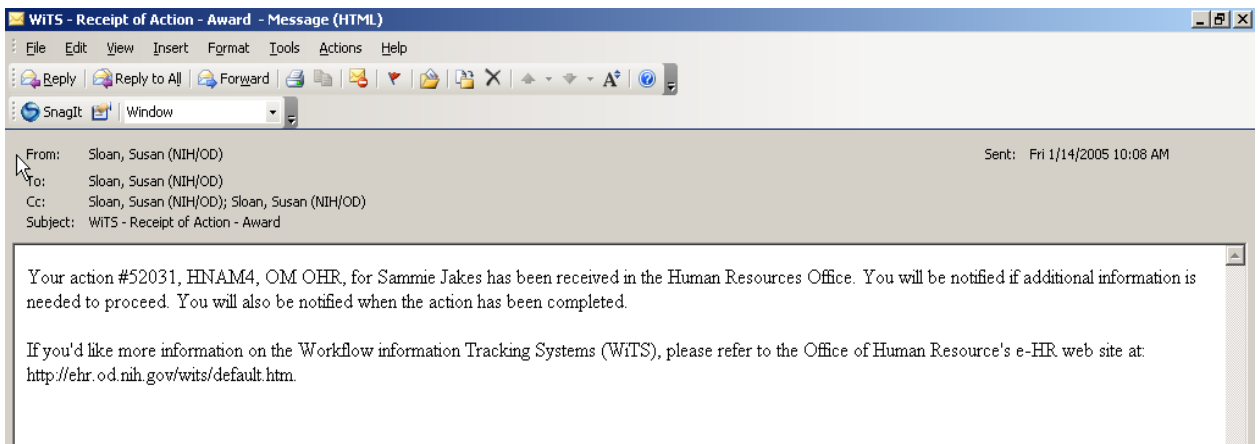 WiTS - Receipt of Action - Award - Message (HTML)
File Edit View Insert Format Tools Actions Help
Reply Reply to All Forward
SnagIt Window
From: Sloan, Susan (NIH/OD) Sent: Fri 1/14/2005 10:08 AM
To: Sloan, Susan (NIH/OD)
Cc: Sloan, Susan (NIH/OD); Sloan, Susan (NIH/OD)
Subject: WiTS - Receipt of Action - Award
Your action #52031, HNAM4, OM OHR, for Sammie Jakes has been received in the Human Resources Office. You will be notified if additional information is
needed to proceed. You will also be notified when the action has been completed.
If you'd like more information on the Workflow information Tracking Systems (WiTS), please refer to the Office of Human Resource's e-HR web site at:
http://ehr.od.nih.gov/wits/default.htm.